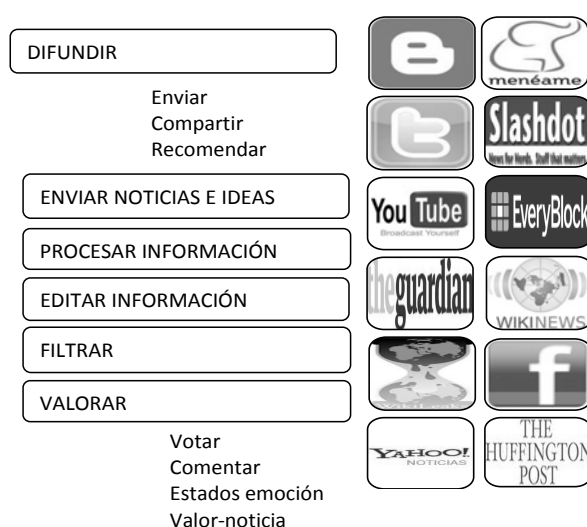 DIFUNDIR
Enviar
Compartir
Recomendar
ENVIAR NOTICIAS E IDEAS
PROCESAR INFORMACIÓN
EDITAR INFORMACIÓN
FILTRAR
VALORAR
Votar
Comentar
Estados emoción
Valor-noticia
menéame
Slashdot
News for Nerds. Stuff that matters.
You Tube
Broadcast Yourself
EveryBlock
theguardian
WIKINEWS
WikiLeaks
f
YAHOO!
NOTICIAS
THE
HUFFINGTON
POST